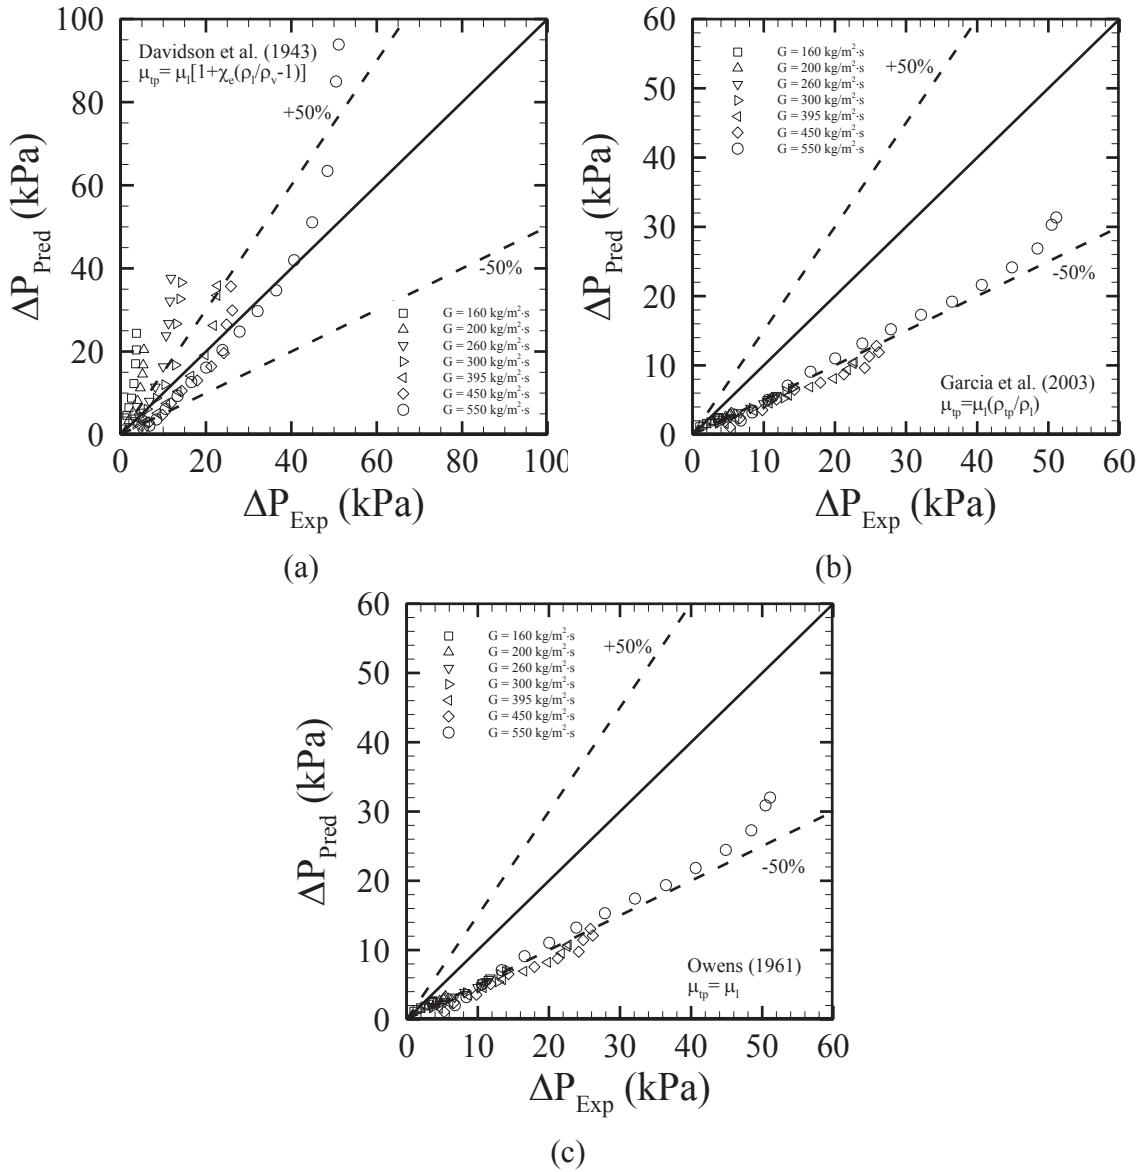 Davidson et al. (1943)
μtp= μl[1+χe(ρl/ρv-1)]
+50%
-50%
G = 160 kg/m²·s
G = 200 kg/m²·s
G = 260 kg/m²·s
G = 300 kg/m²·s
G = 395 kg/m²·s
G = 450 kg/m²·s
G = 550 kg/m²·s
100
80
60
40
20
0
ΔPPred (kPa)
0 20 40 60 80 100
ΔPExp (kPa)
(a)
G = 160 kg/m²·s
G = 200 kg/m²·s
G = 260 kg/m²·s
G = 300 kg/m²·s
G = 395 kg/m²·s
G = 450 kg/m²·s
G = 550 kg/m²·s
+50%
-50%
Garcia et al. (2003)
μtp=μl(ρtp/ρl)
60
50
40
30
20
10
0
ΔPPred (kPa)
0 10 20 30 40 50 60
ΔPExp (kPa)
(b)
G = 160 kg/m²·s
G = 200 kg/m²·s
G = 260 kg/m²·s
G = 300 kg/m²·s
G = 395 kg/m²·s
G = 450 kg/m²·s
G = 550 kg/m²·s
+50%
-50%
Owens (1961)
μtp= μl
60
50
40
30
20
10
0
ΔPPred (kPa)
0 10 20 30 40 50 60
ΔPExp (kPa)
(c)